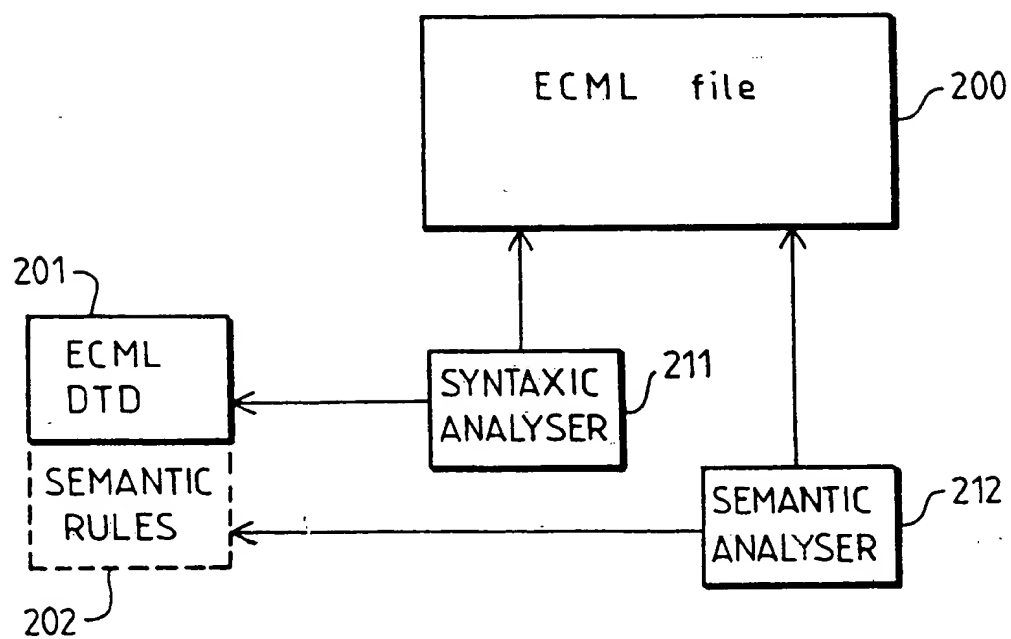 ECML file
200
201
ECML
DTD
SYNTAXIC
ANALYSER
211
SEMANTIC
RULES
SEMANTIC
ANALYSER
212
202